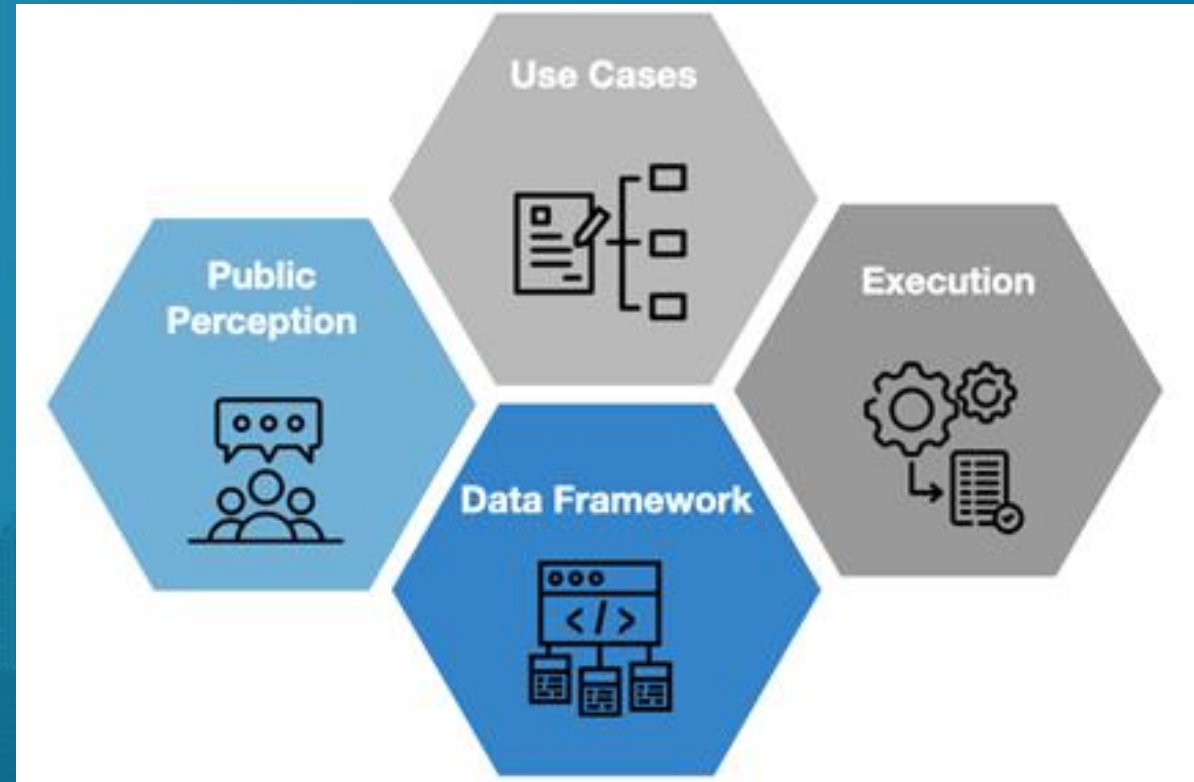 Use Cases
Public
Perception
Execution
Data Framework
</>